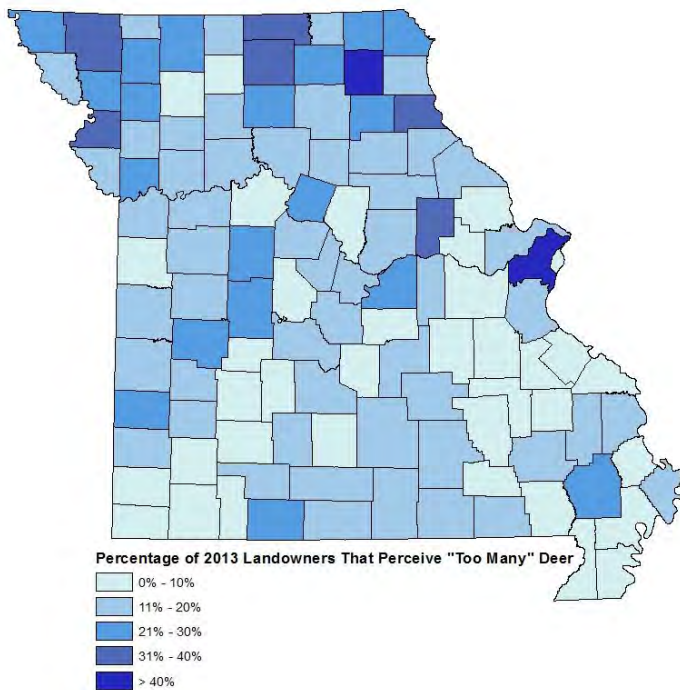 Percentage of 2013 Landowners That Perceive "Too Many" Deer
0% - 10%
11% - 20%
21% - 30%
31% - 40%
> 40%